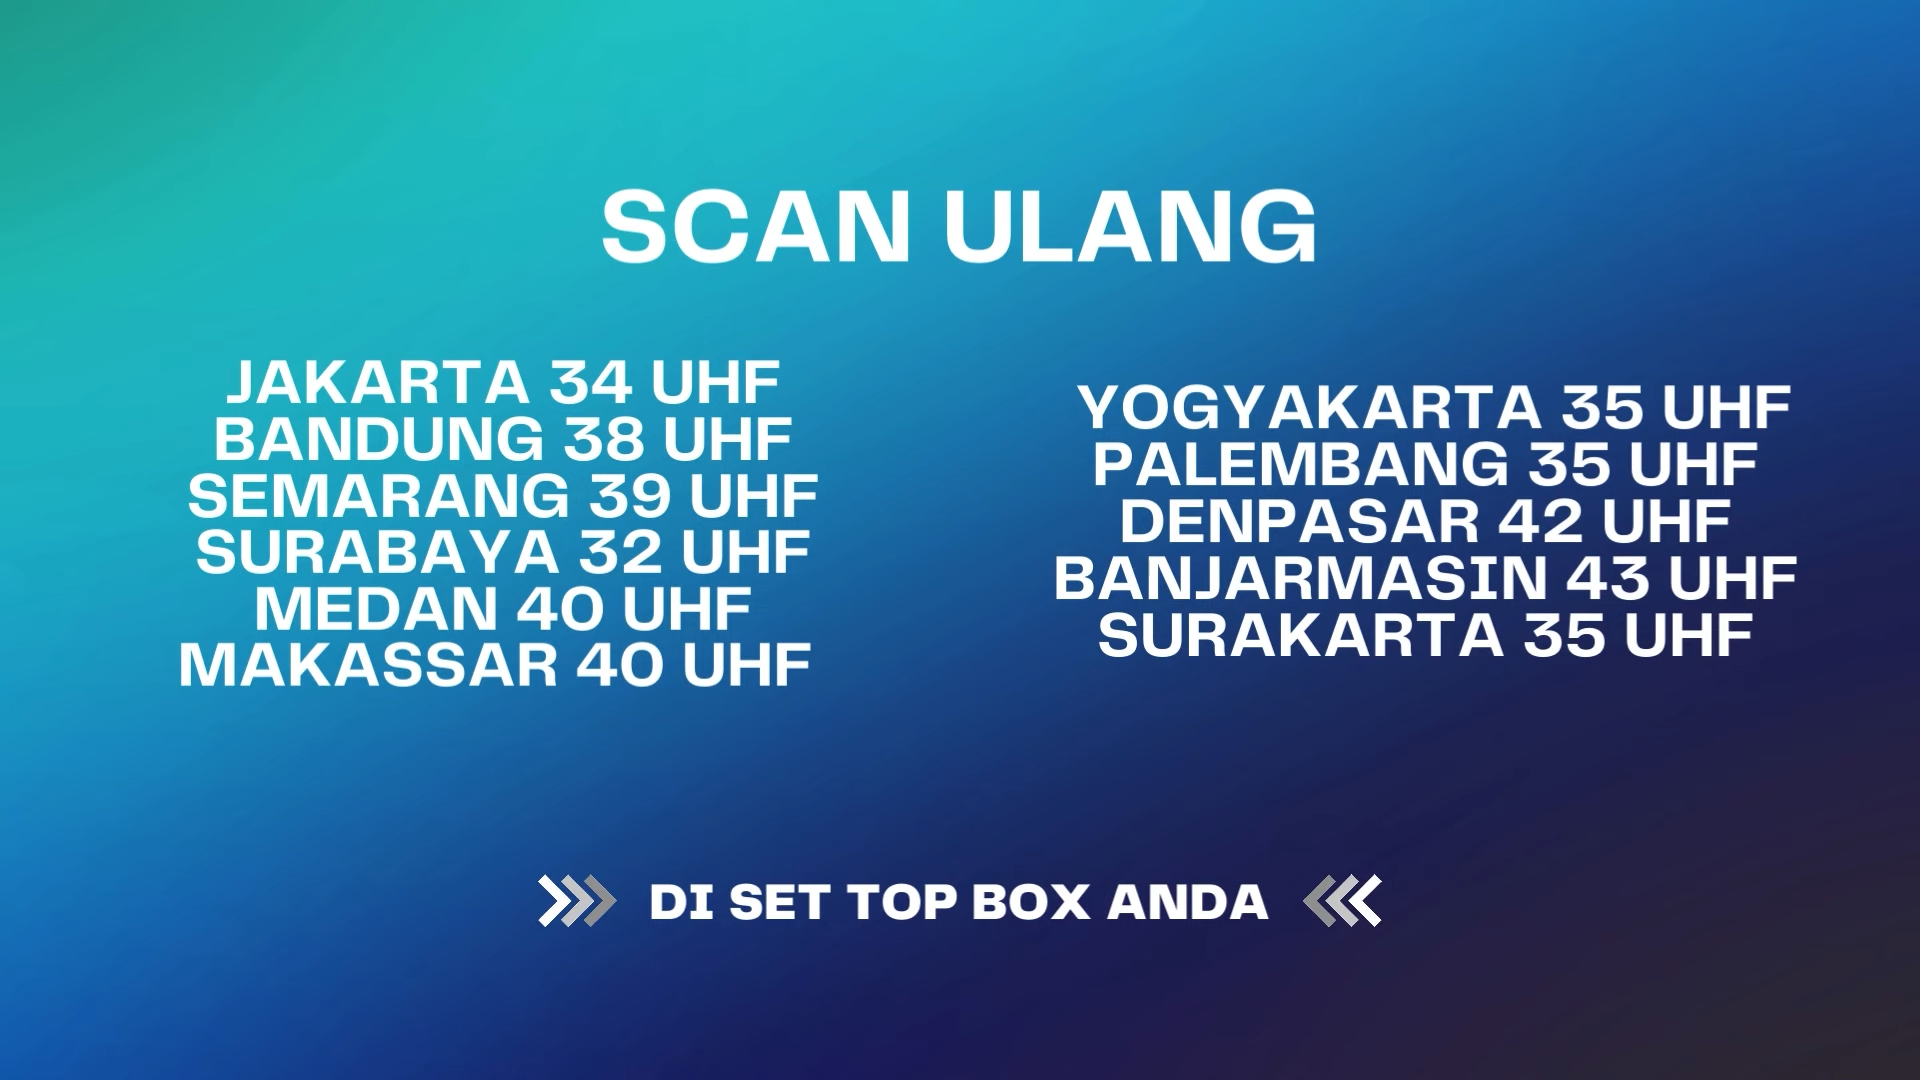 SCAN ULANG
JAKARTA 34 UHF
BANDUNG 38 UHF
SEMARANG 39 UHF
SURABAYA 32 UHF
MEDAN 40 UHF
MAKASSAR 40 UHF
YOGYAKARTA 35 UHF
PALEMBANG 35 UHF
DENPASAR 42 UHF
BANJARMASIN 43 UHF
SURAKARTA 35 UHF
DI SET TOP BOX ANDA